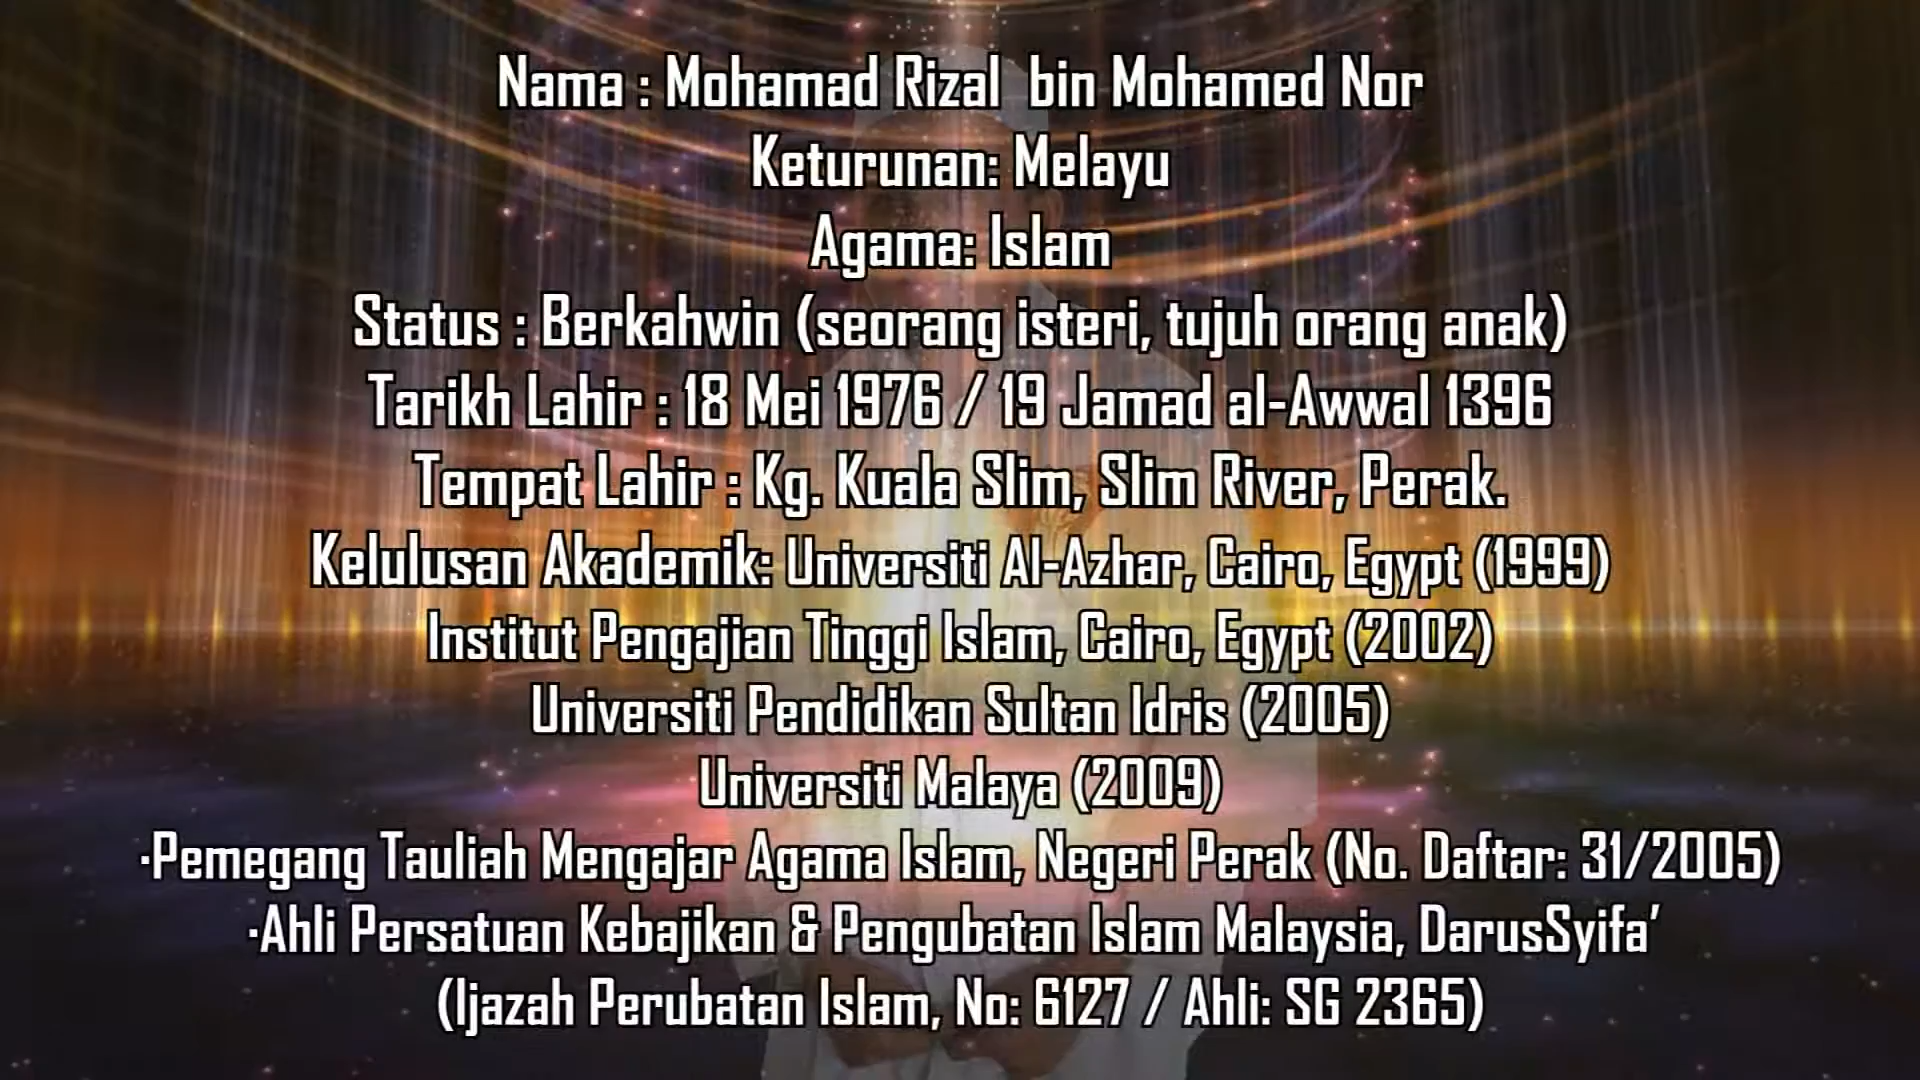 Nama : Mohamad Rizal bin Mohamed Nor
Keturunan: Melayu
Agama: Islam
Status : Berkahwin (seorang isteri, tujuh orang anak)
Tarikh Lahir : 18 Mei 1976 / 19 Jamad al-Awwal 1396
Tempat Lahir : Kg. Kuala Slim, Slim River, Perak.
Kelulusan Akademik: Universiti Al-Azhar, Cairo, Egypt (1999)
Institut Pengajian Tinggi Islam, Cairo, Egypt (2002)
Universiti Pendidikan Sultan Idris (2005)
Universiti Malaya (2009)
·Pemegang Tauliah Mengajar Agama Islam, Negeri Perak (No. Daftar: 31/2005)
·Ahli Persatuan Kebajikan & Pengubatan Islam Malaysia, DarusSyifa’
(Ijazah Perubatan Islam, No: 6127 / Ahli: SG 2365)